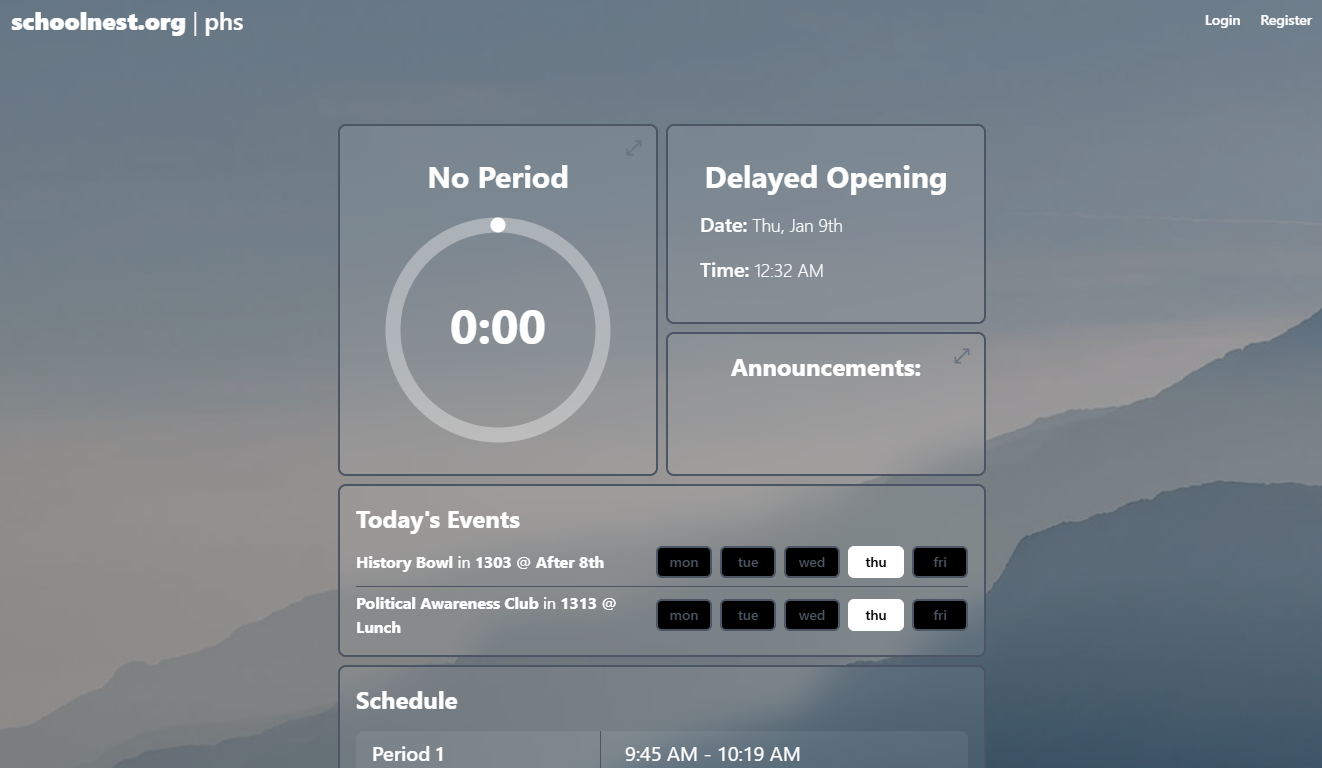 schoolnest.org | phs
Login Register
No Period
0:00
Delayed Opening
Date: Thu, Jan 9th
Time: 12:32 AM
Announcements:
Today's Events
History Bowl in 1303 @ After 8th
mon tue wed thu fri
Political Awareness Club in 1313 @
Lunch
mon tue wed thu fri
Schedule
Period 1 9:45 AM - 10:19 AM